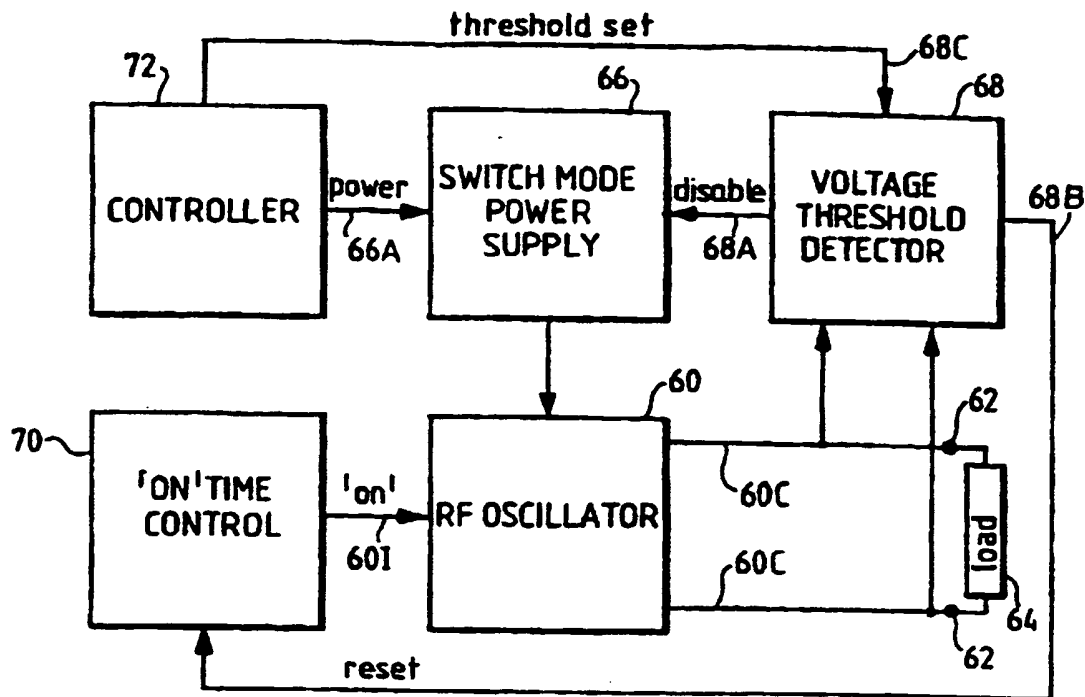 threshold set
72
66
68C
68
CONTROLLER
power
66A
SWITCH MODE
POWER
SUPPLY
disable
68A
VOLTAGE
THRESHOLD
DETECTOR
68B
70
'ON' TIME
CONTROL
'on'
60I
60
RF OSCILLATOR
60C
60C
62
load
64
62
reset